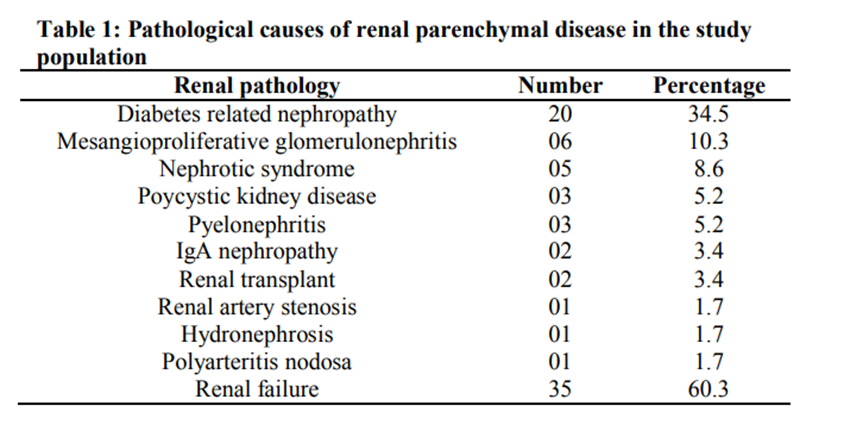 Table 1: Pathological causes of renal parenchymal disease in the study
population
Renal pathology Number Percentage
Diabetes related nephropathy 20 34.5
Mesangioproliferative glomerulonephritis 06 10.3
Nephrotic syndrome 05 8.6
Poycystic kidney disease 03 5.2
Pyelonephritis 03 5.2
IgA nephropathy 02 3.4
Renal transplant 02 3.4
Renal artery stenosis 01 1.7
Hydronephrosis 01 1.7
Polyarteritis nodosa 01 1.7
Renal failure 35 60.3